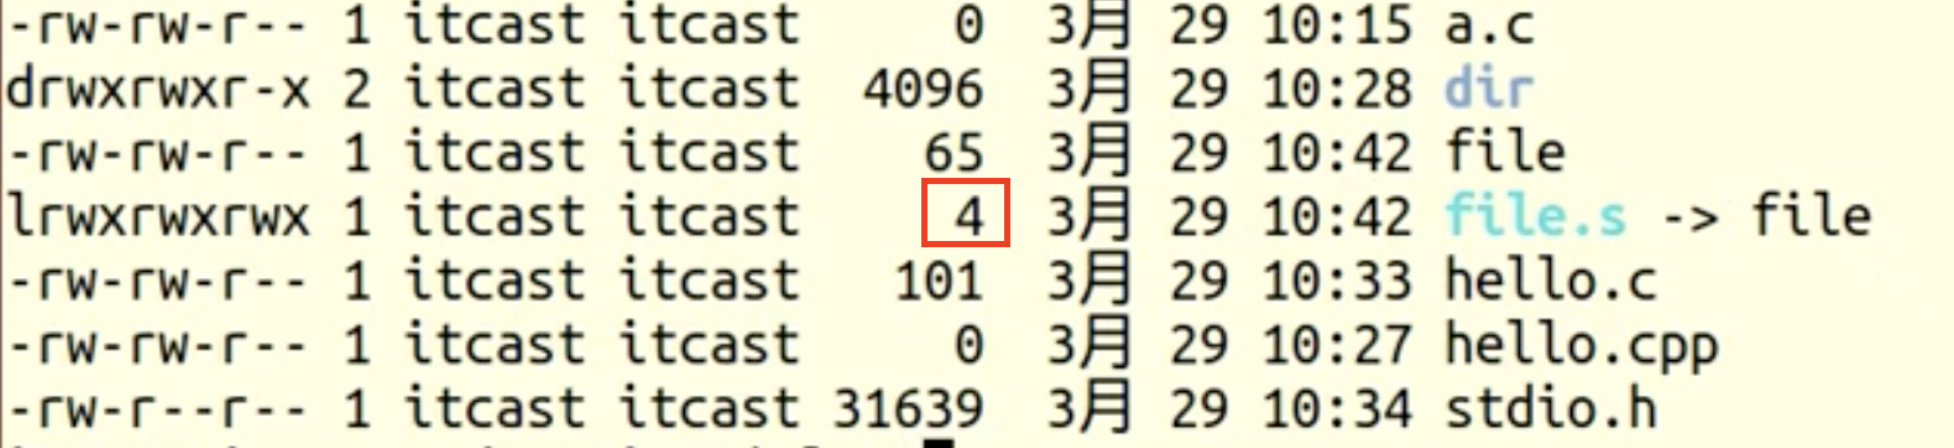 -rw-rw-r-- 1 itcast itcast 0 3月 29 10:15 a.c
drwxrwxr-x 2 itcast itcast 4096 3月 29 10:28 dir
-rw-rw-r-- 1 itcast itcast 65 3月 29 10:42 file
lrwxrwxrwx 1 itcast itcast 4 3月 29 10:42 file.s -> file
-rw-rw-r-- 1 itcast itcast 101 3月 29 10:33 hello.c
-rw-rw-r-- 1 itcast itcast 0 3月 29 10:27 hello.cpp
-rw-r--r-- 1 itcast itcast 31639 3月 29 10:34 stdio.h